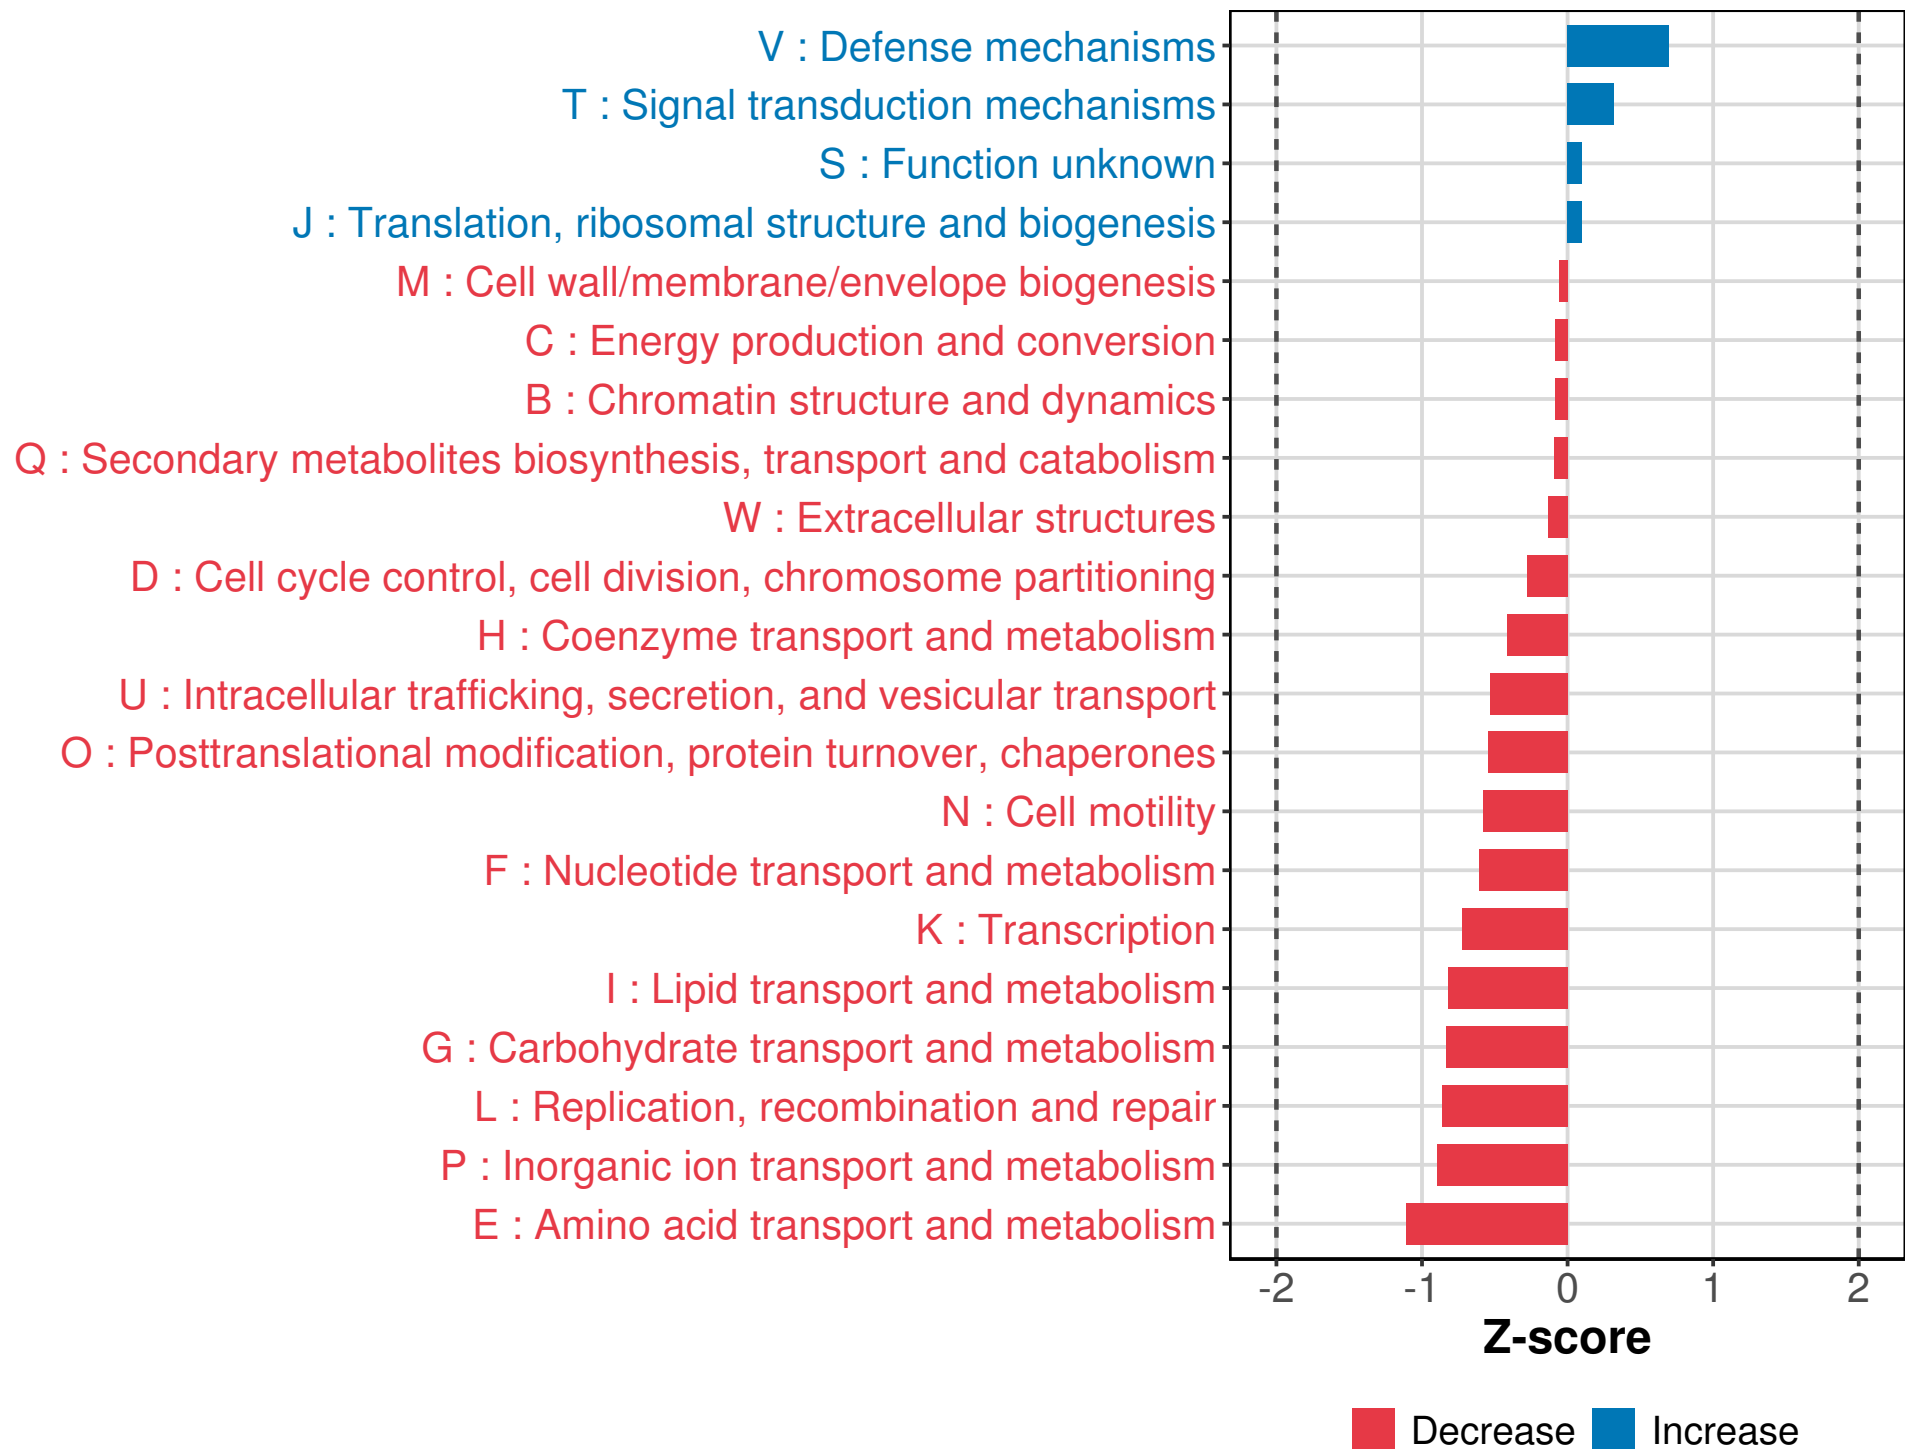 V : Defense mechanisms
T : Signal transduction mechanisms
S : Function unknown
J : Translation, ribosomal structure and biogenesis
M : Cell wall/membrane/envelope biogenesis
C : Energy production and conversion
B : Chromatin structure and dynamics
Q : Secondary metabolites biosynthesis, transport and catabolism
W : Extracellular structures
D : Cell cycle control, cell division, chromosome partitioning
H : Coenzyme transport and metabolism
U : Intracellular trafficking, secretion, and vesicular transport
O : Posttranslational modification, protein turnover, chaperones
N : Cell motility
F : Nucleotide transport and metabolism
K : Transcription
I : Lipid transport and metabolism
G : Carbohydrate transport and metabolism
L : Replication, recombination and repair
P : Inorganic ion transport and metabolism
E : Amino acid transport and metabolism
-2 -1 0 1 2
Z-score
Decrease Increase